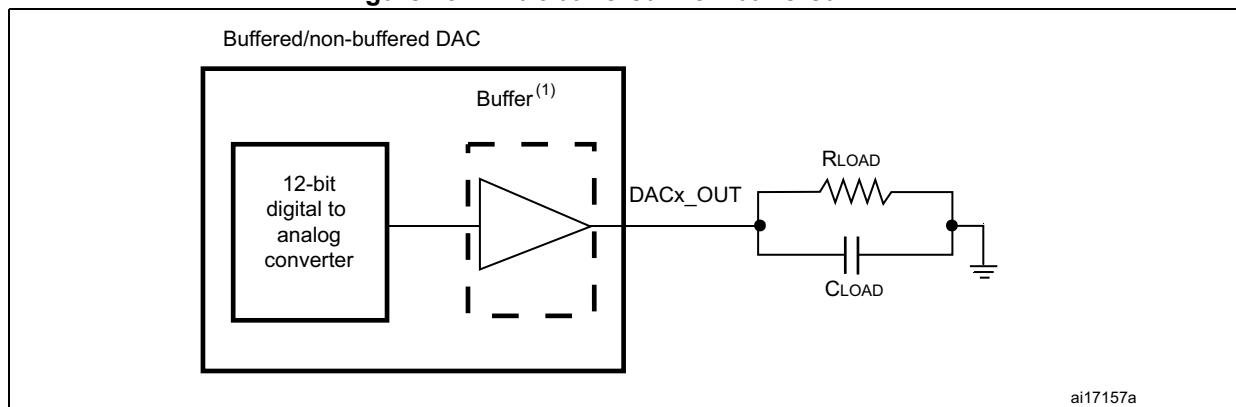 Buffered/non-buffered DAC
Buffer(1)
12-bit
digital to
analog
converter
DACx_OUT
RLOAD
CLOAD
ai17157a